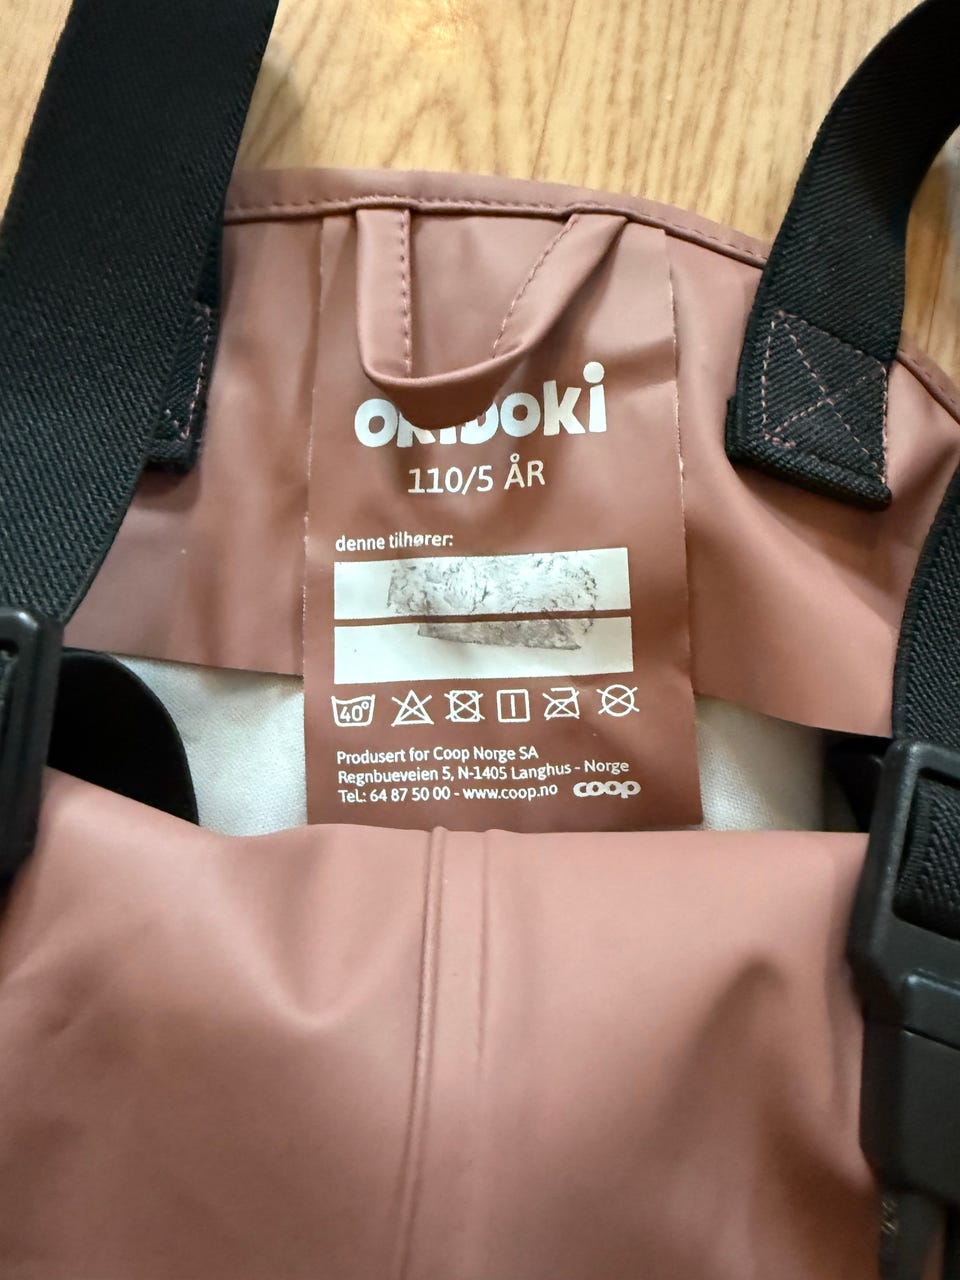 OKIDOKI
110/5 ÅR
denne tilhører:
40°
Produsert for Coop Norge SA
Regnbueveien 5, N-1405 Langhus - Norge
Tel.: 64 87 50 00 - www.coop.no coop